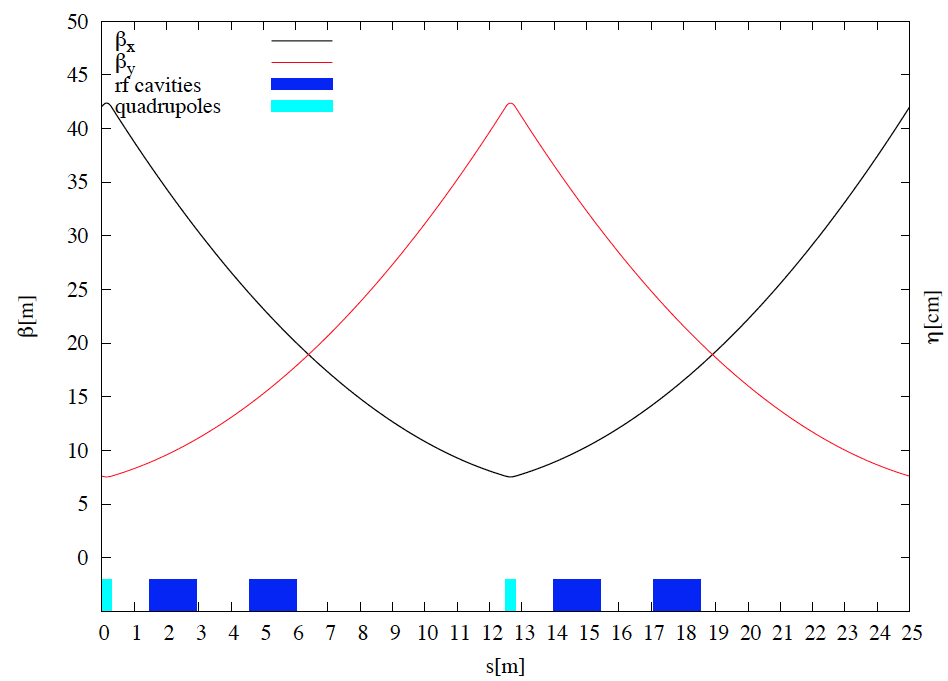 50
45
40
35
30
25
20
15
10
5
0
β[m]
η[cm]
βx
βy
rf cavities
quadrupoles
0 1 2 3 4 5 6 7 8 9 10 11 12 13 14 15 16 17 18 19 20 21 22 23 24 25
s[m]